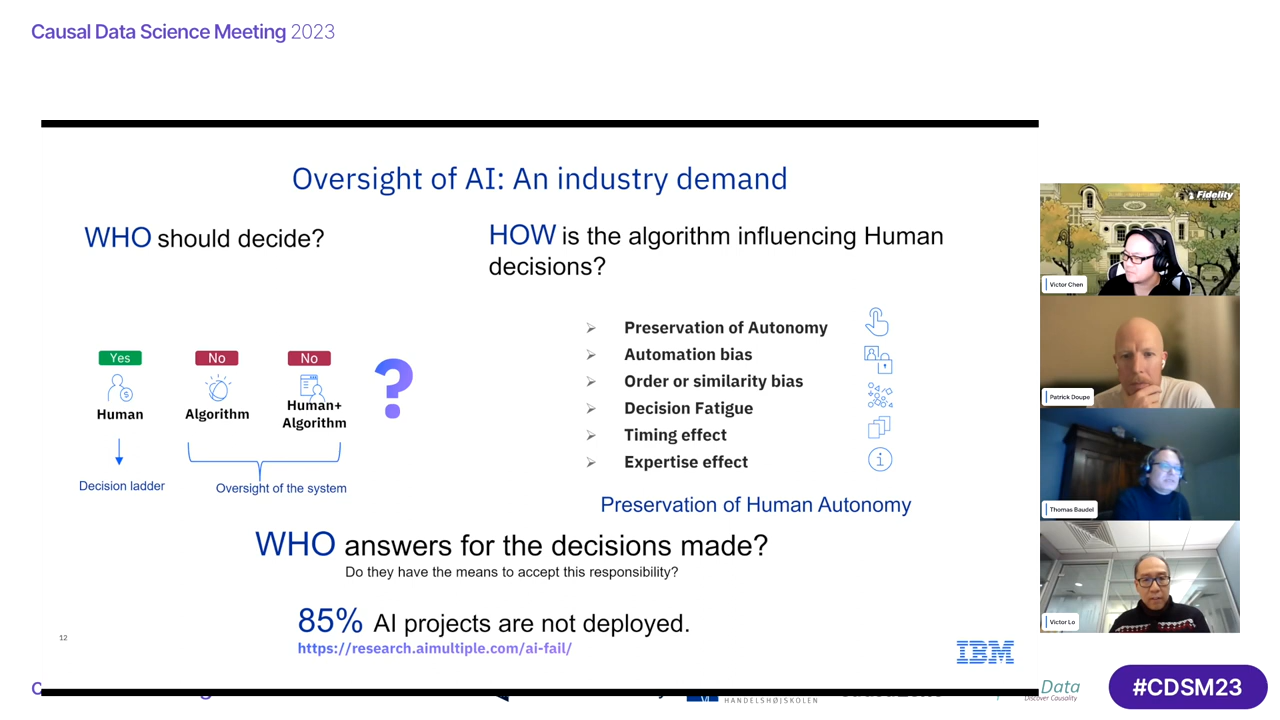 Causal Data Science Meeting 2023
Oversight of AI: An industry demand
WHO should decide?
HOW is the algorithm influencing Human
decisions?
Yes
No
No
Human
Algorithm
Human+
Algorithm
?
Decision ladder
Oversight of the system
Preservation of Autonomy
Automation bias
Order or similarity bias
Decision Fatigue
Timing effect
Expertise effect
Preservation of Human Autonomy
WHO answers for the decisions made?
Do they have the means to accept this responsibility?
85% AI projects are not deployed.
https://research.aimultiple.com/ai-fail/
12
IBM
Fidelity
Victor Chen
Patrick Doupe
Thomas Baudel
Victor Lo
HANDELSHØJSKOLEN
Data
Discover Causality
#CDSM23